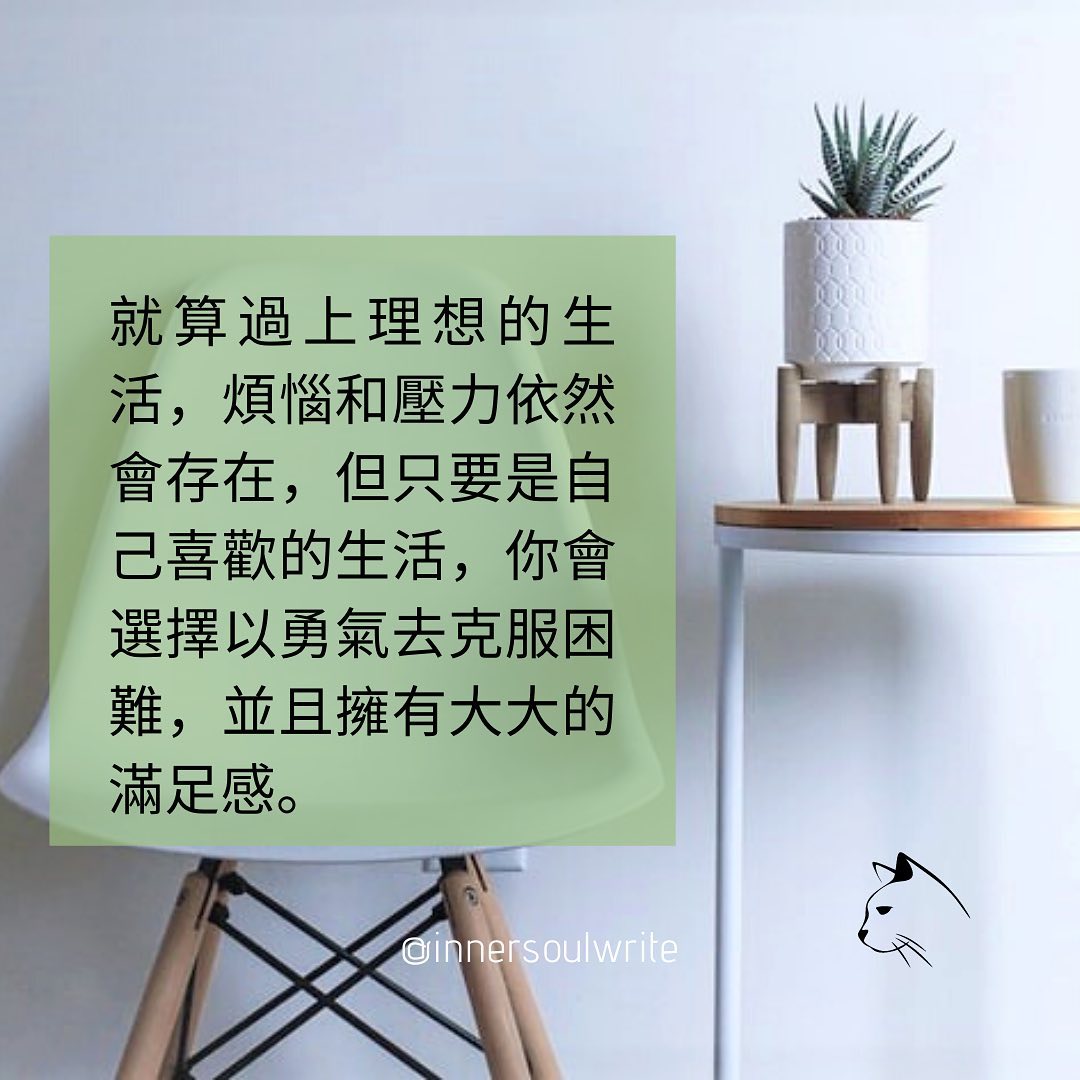 就算過上理想的生
活，煩惱和壓力依然
會存在，但只要是自
己喜歡的生活，你會
選擇以勇氣去克服困
難，並且擁有大大的
滿足感。
@innersoulwrite